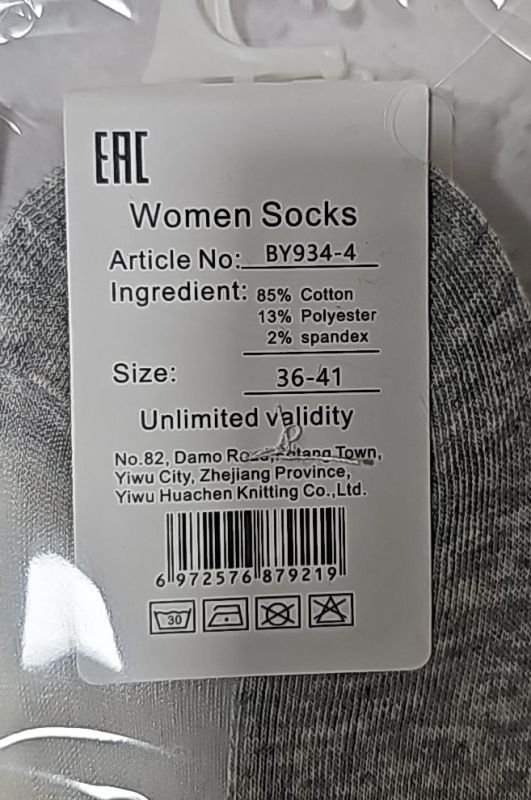 EAC
Women Socks
Article No: BY934-4
Ingredient: 85% Cotton
13% Polyester
2% spandex
Size: 36-41
Unlimited validity
No.82, Damo Town,
Yiwu City, Zhejiang Province,
Yiwu Huachen Knitting Co.,Ltd.
6 972576 879219
30